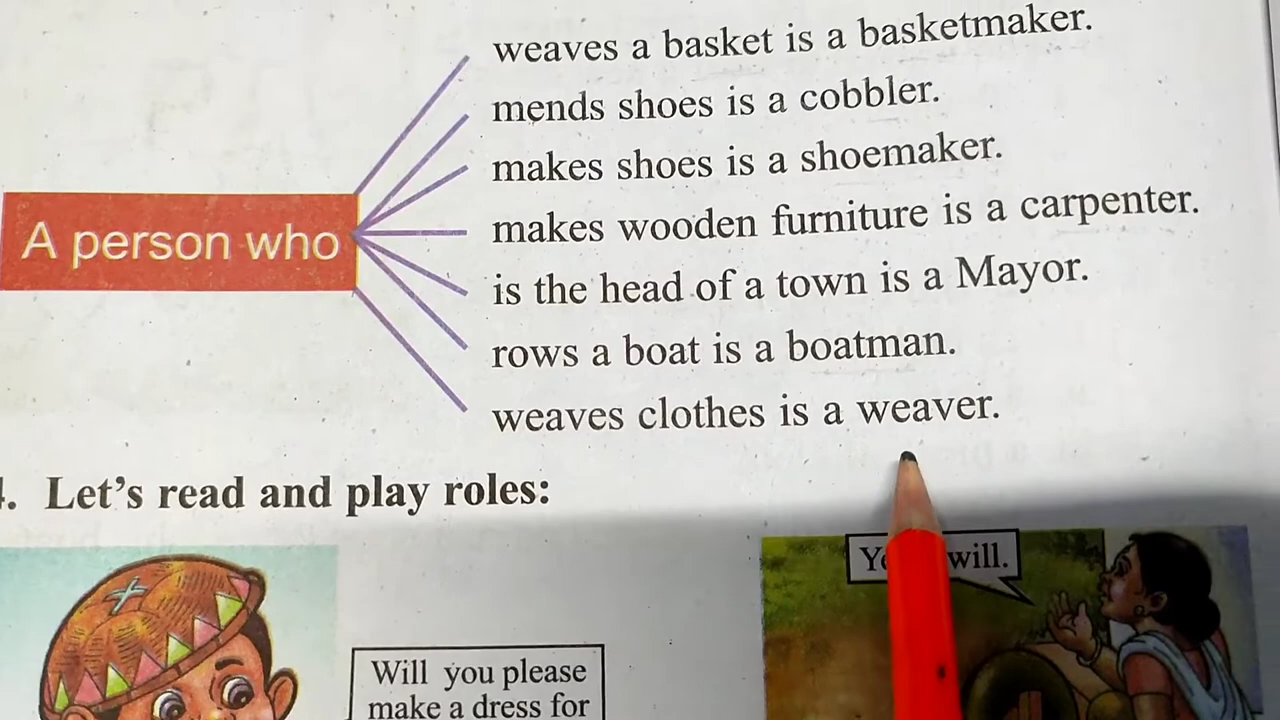 weaves a basket is a basketmaker.
mends shoes is a cobbler.
makes shoes is a shoemaker.
A person who
makes wooden furniture is a carpenter.
is the head of a town is a Mayor.
rows a boat is a boatman.
weaves clothes is a weaver.
Let's read and play roles:
will.
Will you please
make a dress for